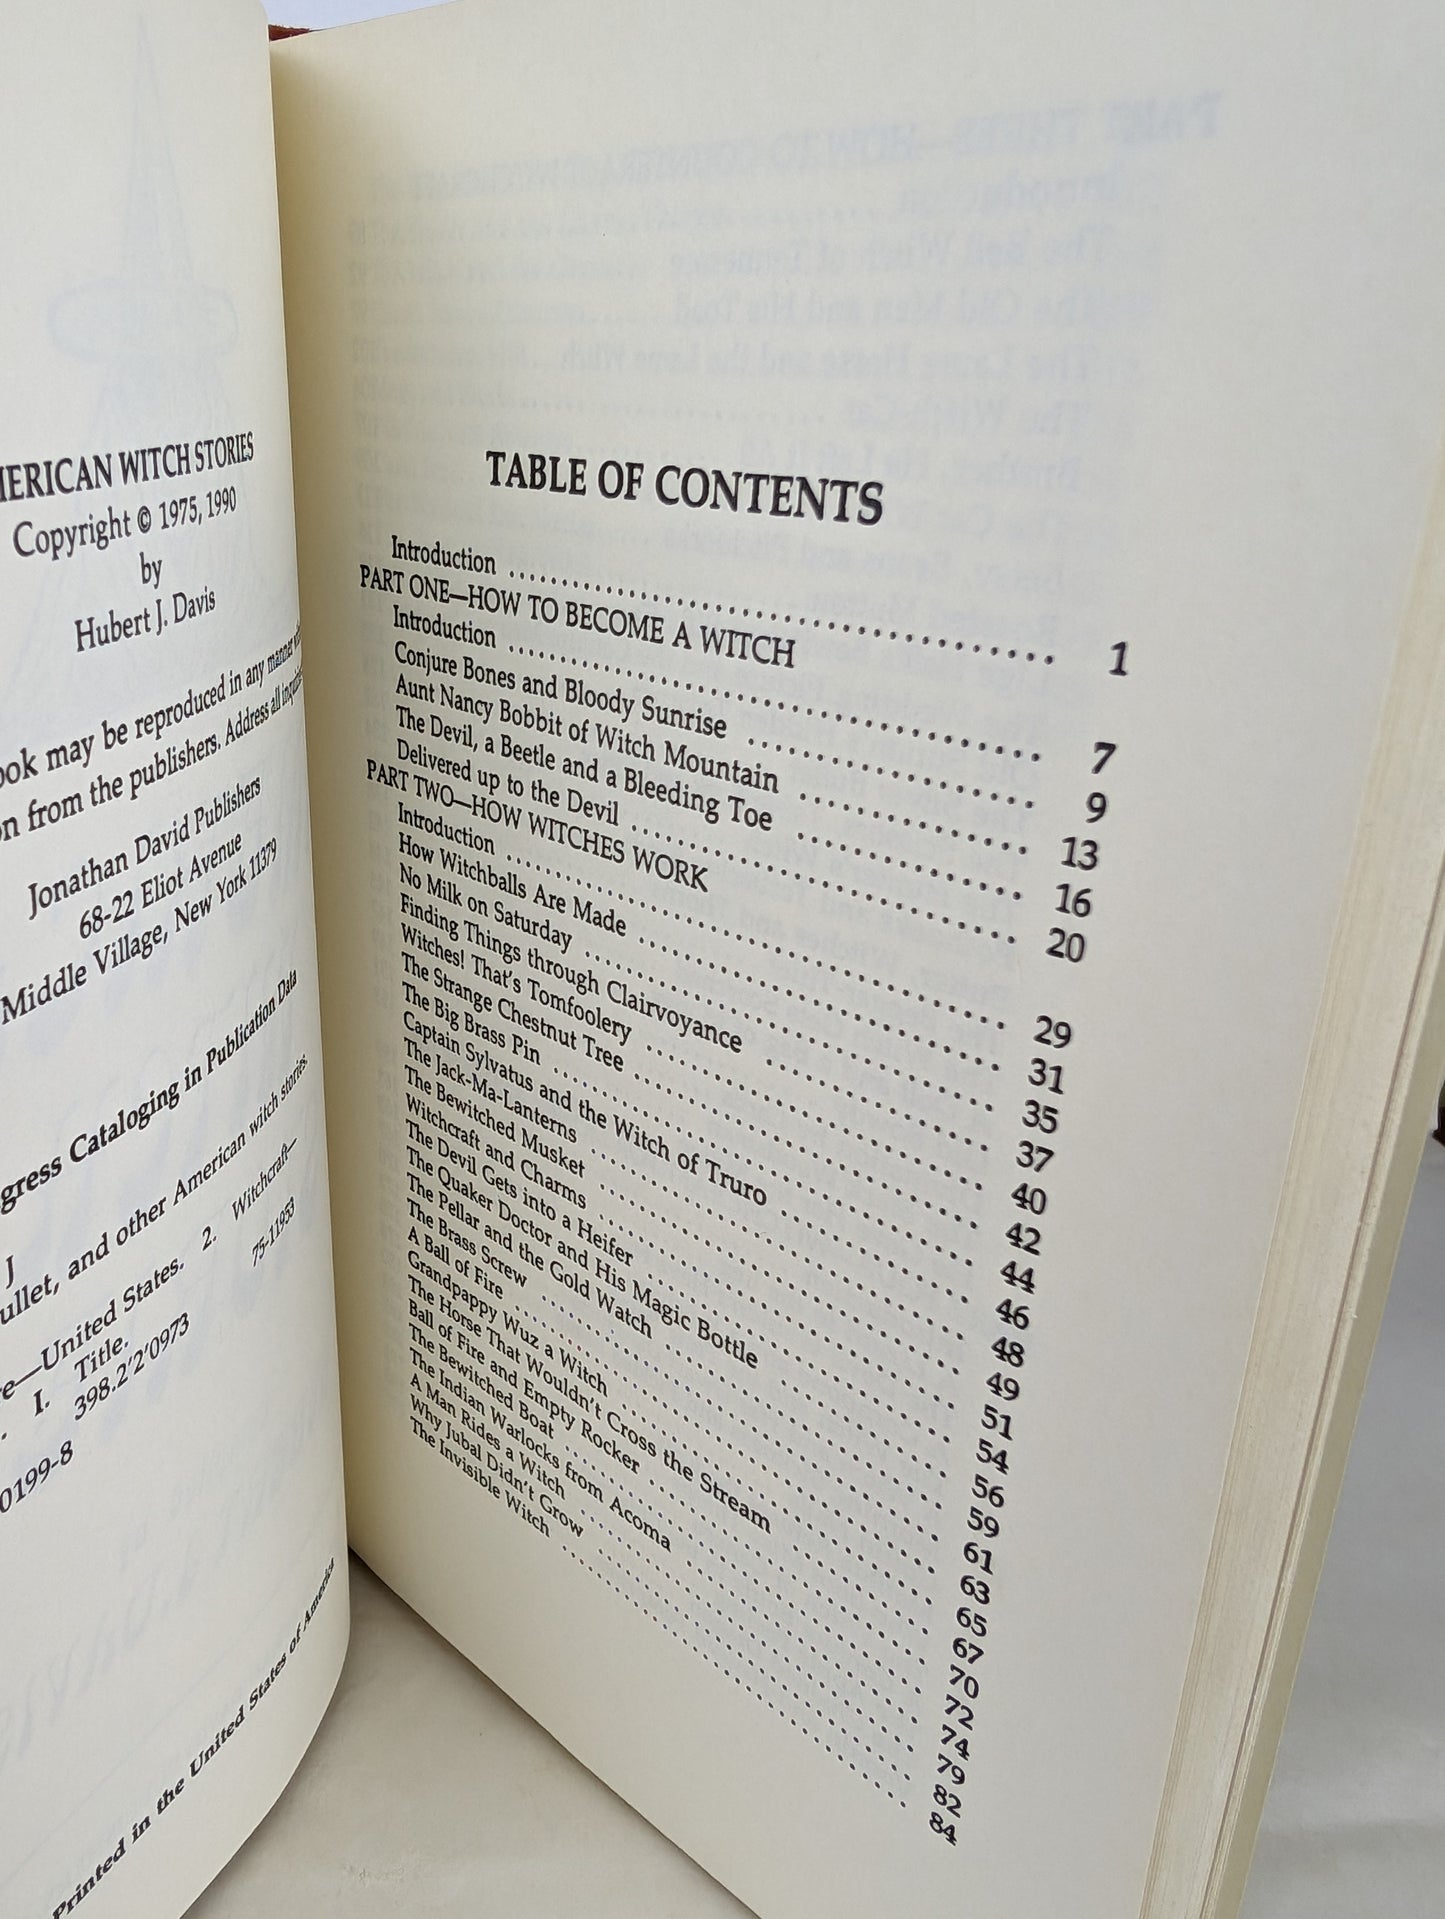 MERICAN WITCH STORIES
Copyright © 1975, 1990
by
Hubert J. Davis
ook may be reproduced in any manner
on from the publishers. Address all
Jonathan David Publishers
68-22 Eliot Avenue
Middle Village, New York 11379
gress Cataloging in Publication Data
J
ullet, and other American witch stories.
e—United States. 2. Witchcraft—
. I. Title.
75-11953
398.2'2'0973
0199-8
Printed in the United States of America
TABLE OF CONTENTS
Introduction ........ 1
PART ONE—HOW TO BECOME A WITCH
Introduction ........ 7
Conjure Bones and Bloody Sunrise ........ 9
Aunt Nancy Bobbit of Witch Mountain ........ 13
The Devil, a Beetle and a Bleeding Toe ........ 16
Delivered up to the Devil ........ 20
PART TWO—HOW WITCHES WORK
Introduction ........ 29
How Witchballs Are Made ........ 31
No Milk on Saturday ........ 35
Finding Things through Clairvoyance ........ 37
Witches! That's Tomfoolery ........ 40
The Strange Chestnut Tree ........ 42
The Big Brass Pin ........ 44
Captain Sylvatus and the Witch of Truro ........ 46
The Jack-Ma-Lanterns ........ 48
The Bewitched Musket ........ 49
Witchcraft and Charms ........ 51
The Devil Gets into a Heifer ........ 54
The Quaker Doctor and His Magic Bottle ........ 56
The Pellar and the Gold Watch ........ 59
The Brass Screw ........ 61
A Ball of Fire ........ 63
Grandpappy Wuz a Witch ........ 65
The Horse That Wouldn't Cross the Stream ........ 67
Ball of Fire and Empty Rocker ........ 70
The Bewitched Boat ........ 72
The Indian Warlocks from Acoma ........ 74
A Man Rides a Witch ........ 79
Why Jubal Didn't Grow ........ 82
The Invisible Witch ........ 84